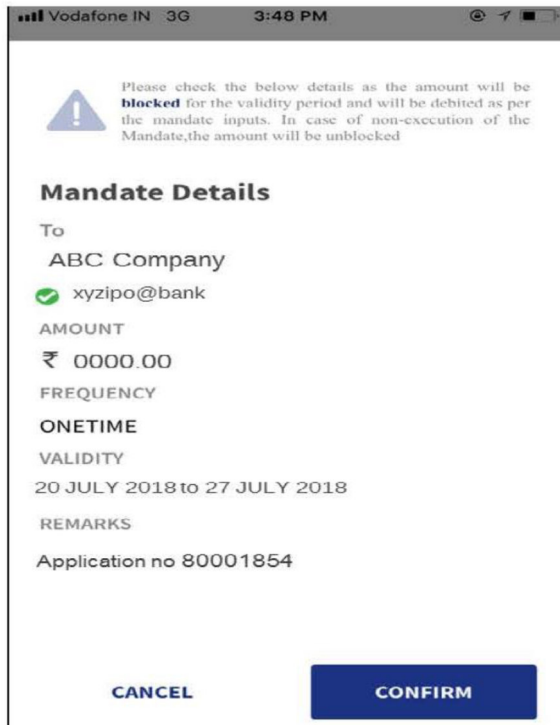 Vodafone IN 3G 3:48 PM
Please check the below details as the amount will be
blocked for the validity period and will be debited as per
the mandate inputs. In case of non-execution of the
Mandate,the amount will be unblocked
Mandate Details
To
ABC Company
xyzipo@bank
AMOUNT
₹ 0000.00
FREQUENCY
ONETIME
VALIDITY
20 JULY 2018 to 27 JULY 2018
REMARKS
Application no 80001854
CANCEL CONFIRM